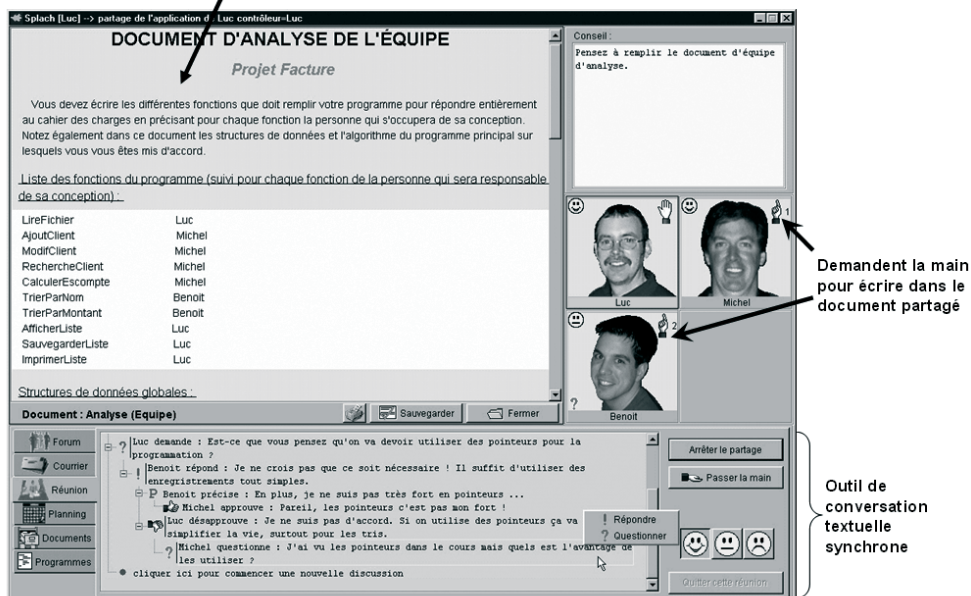 Splach [Luc] --> partage de l'application de Luc contrôleur=Luc
DOCUMENT D'ANALYSE DE L'ÉQUIPE
Projet Facture
Vous devez écrire les différentes fonctions que doit remplir votre programme pour répondre entièrement
au cahier des charges en précisant pour chaque fonction la personne qui s'occupera de sa conception.
Notez également dans ce document les structures de données et l'algorithme du programme principal sur
lesquels vous vous êtes mis d'accord.
Liste des fonctions du programme (suivi pour chaque fonction de la personne qui sera responsable
de sa conception) :
LireFichier Luc
AjoutClient Michel
ModifClient Michel
RechercheClient Michel
CalculerEscompte Michel
TrierParNom Benoit
TrierParMontant Benoit
AfficherListe Luc
SauvegarderListe Luc
ImprimerListe Luc
Structures de données globales :
Document : Analyse (Equipe)
Sauvegarder
Fermer
Conseil :
Pensez à remplir le document d'équipe
d'analyse.
Luc
1
Michel
2
?
Benoit
Demandent la main
pour écrire dans le
document partagé
Forum
Courrier
Réunion
Planning
Documents
Programmes
? Luc demande : Est-ce que vous pensez qu'on va devoir utiliser des pointeurs pour la
programmation ?
! Benoit répond : Je ne crois pas que ce soit nécessaire ! Il suffit d'utiliser des
enregristrements tout simples.
P Benoit précise : En plus, je ne suis pas très fort en pointeurs ...
Michel approuve : Pareil, les pointeurs c'est pas mon fort !
Luc désapprouve : Je ne suis pas d'accord. Si on utilise des pointeurs ça va
simplifier la vie, surtout pour les tris.
? Michel questionne : J'ai vu les pointeurs dans le cours mais quels est l'avantage de
les utiliser ?
cliquer ici pour commencer une nouvelle discussion
! Répondre
? Questionner
Arrêter le partage
Passer la main
Quitter cette réunion
Outil de
conversation
textuelle
synchrone